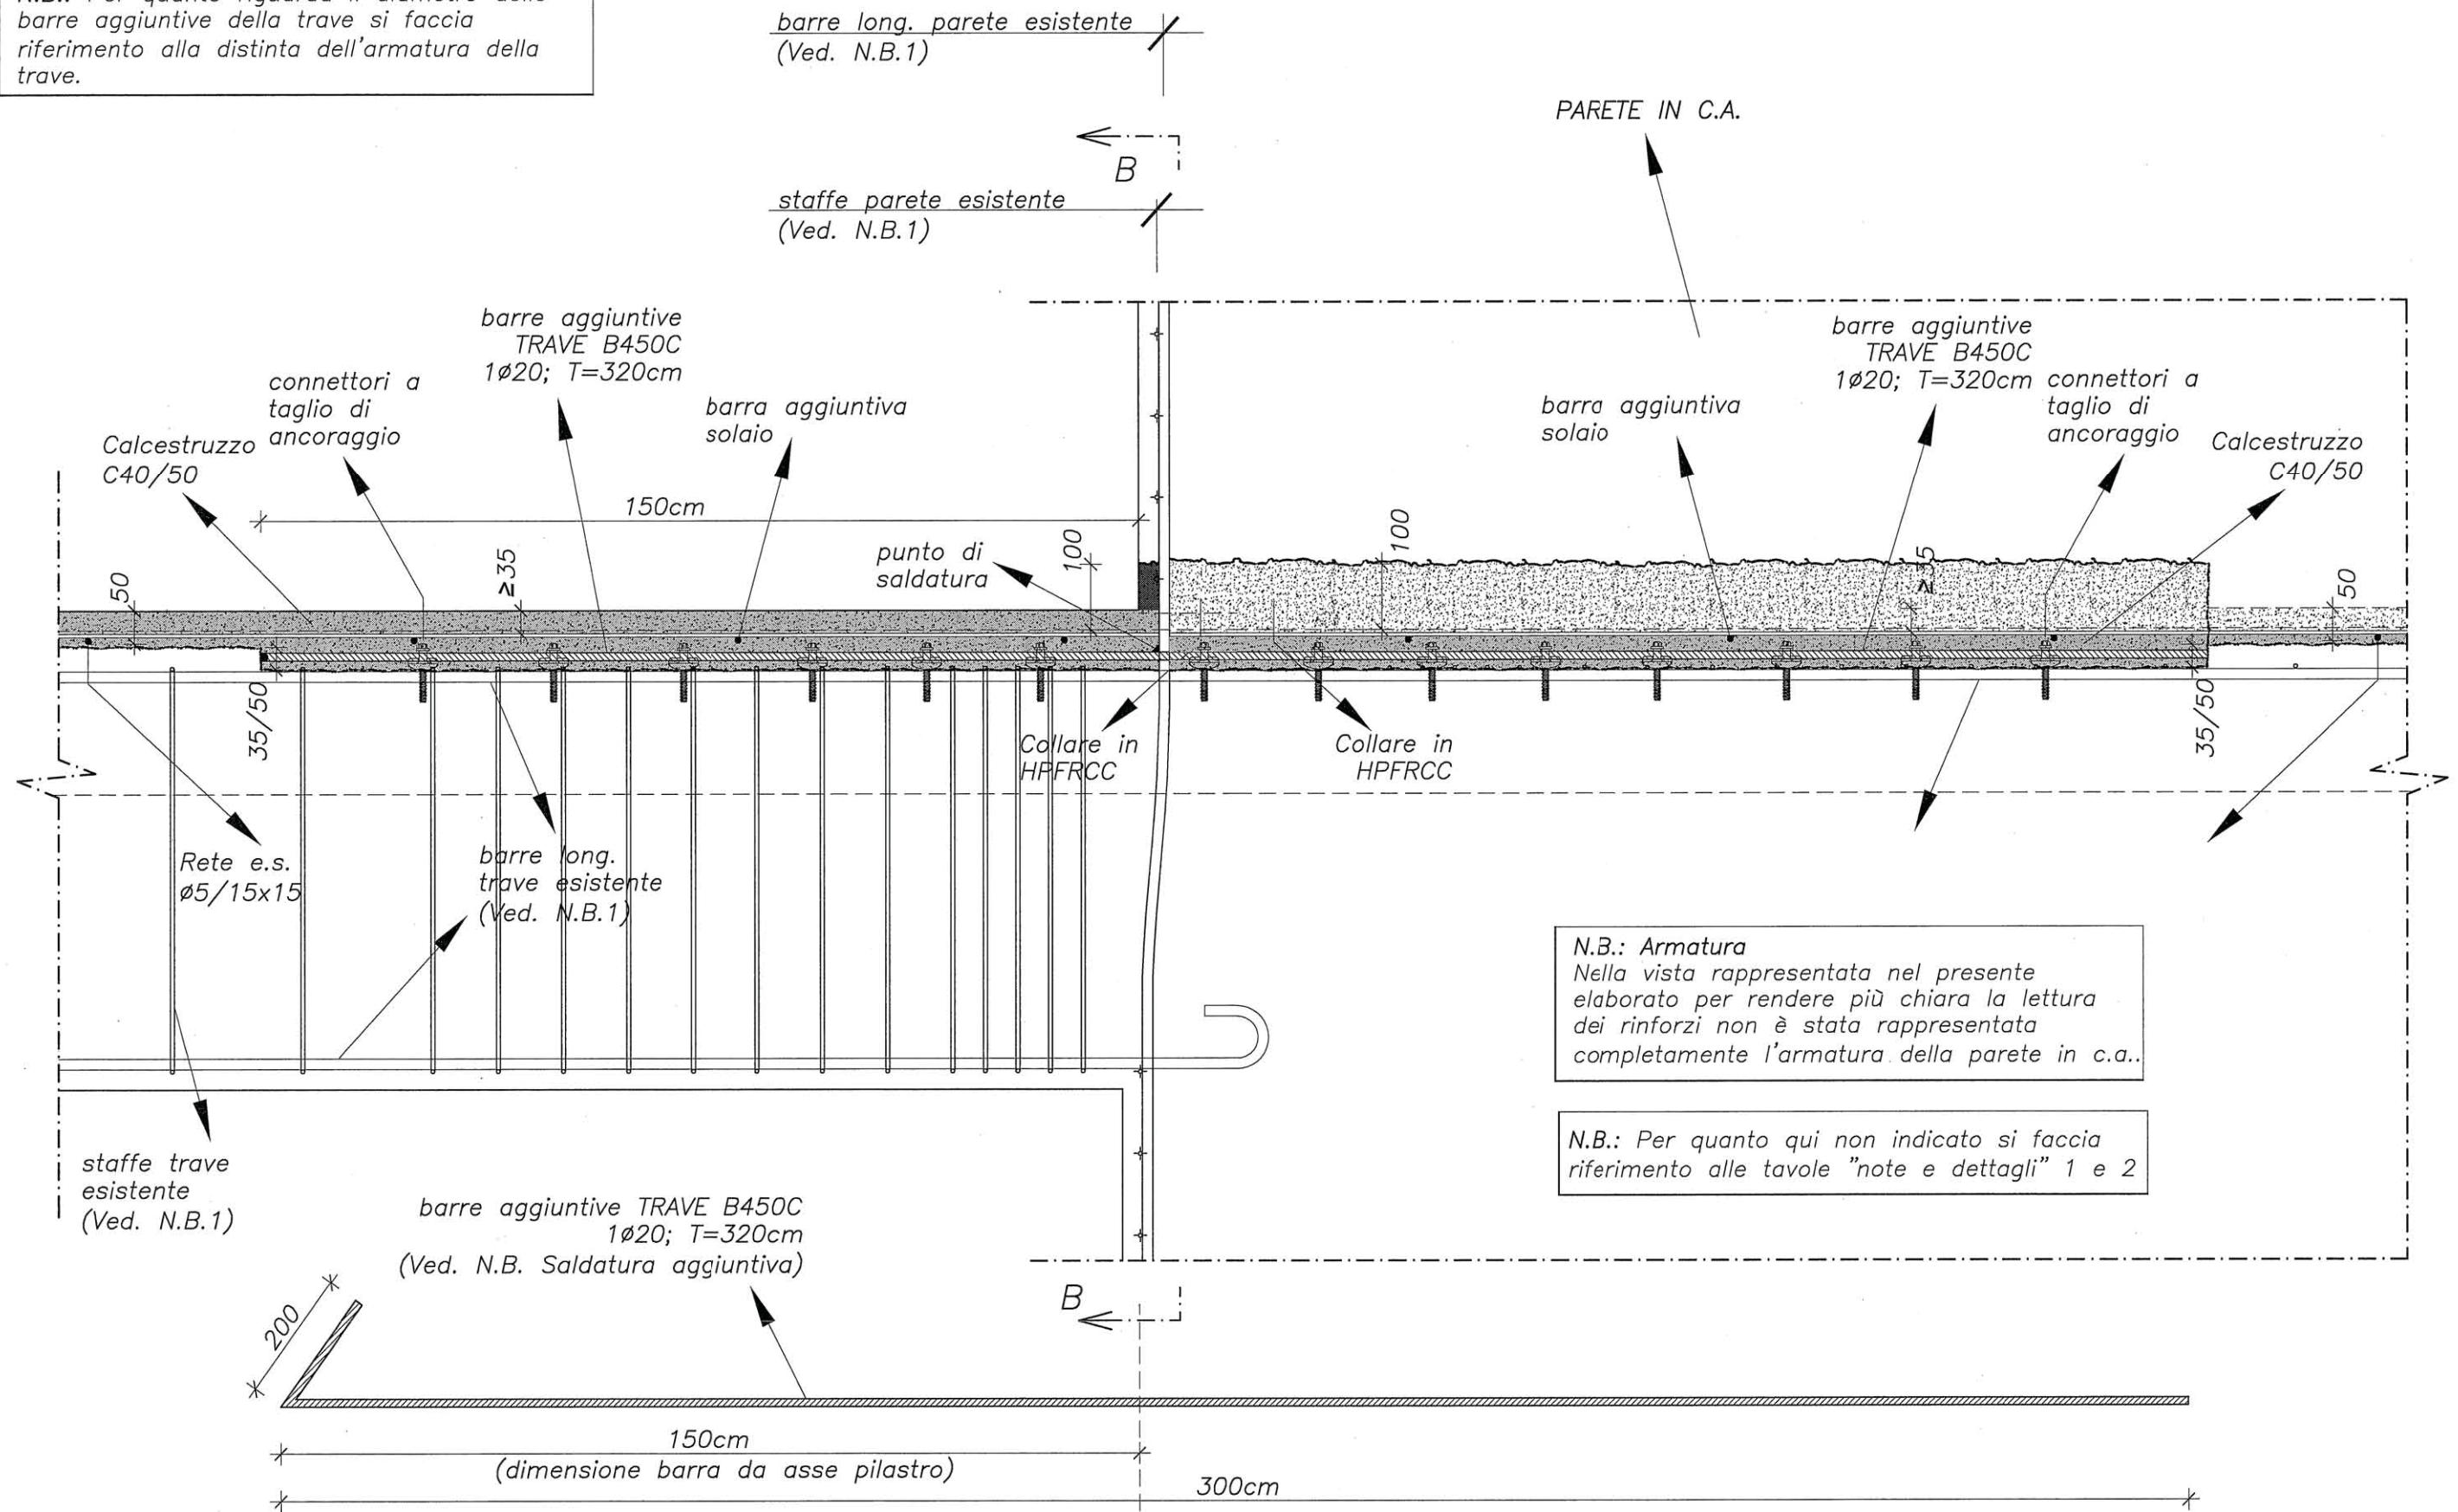 barre aggiuntive della trave si faccia
riferimento alla distinta dell'armatura della
trave.
barre long. parete esistente
(Ved. N.B.1)
B
staffe parete esistente
(Ved. N.B.1)
PARETE IN C.A.
barre aggiuntive
TRAVE B450C
1ø20; T=320cm
connettori a
taglio di
ancoraggio
barra aggiuntiva
solaio
Calcestruzzo
C40/50
barre aggiuntive
TRAVE B450C
1ø20; T=320cm
connettori a
taglio di
ancoraggio
barra aggiuntiva
solaio
Calcestruzzo
C40/50
150cm
punto di
saldatura
50
≥35
100
100
≥35
50
35/50
35/50
Collare in
HPFRCC
Collare in
HPFRCC
Rete e.s.
ø5/15x15
barre long.
trave esistente
(Ved. N.B.1)
N.B.: Armatura
Nella vista rappresentata nel presente
elaborato per rendere più chiara la lettura
dei rinforzi non è stata rappresentata
completamente l'armatura della parete in c.a..
N.B.: Per quanto qui non indicato si faccia
riferimento alle tavole "note e dettagli" 1 e 2
staffe trave
esistente
(Ved. N.B.1)
barre aggiuntive TRAVE B450C
1ø20; T=320cm
(Ved. N.B. Saldatura aggiuntiva)
B
200
150cm
(dimensione barra da asse pilastro)
300cm